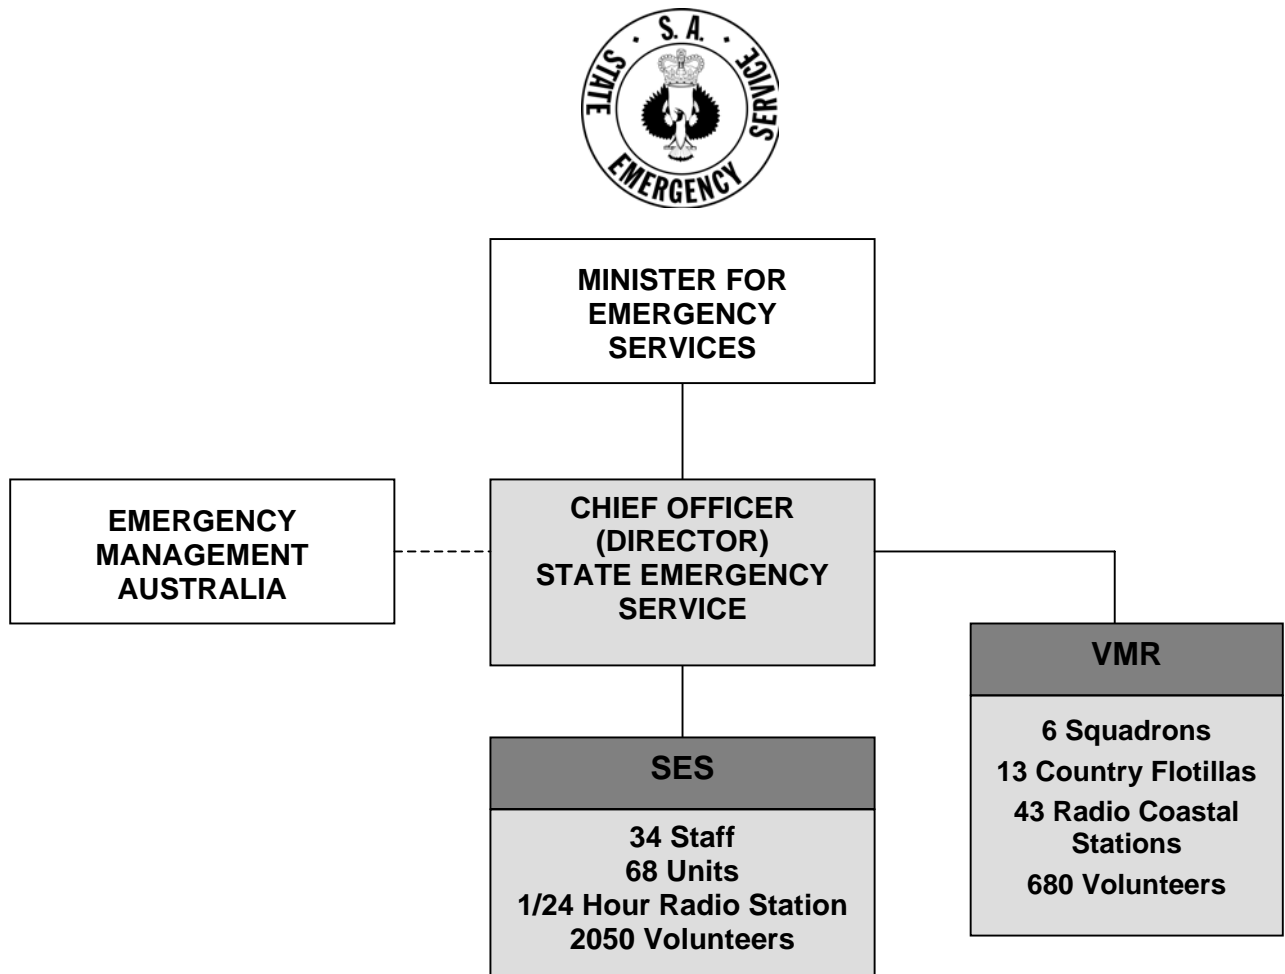 S. A.
STATE
EMERGENCY
SERVICE
MINISTER FOR
EMERGENCY
SERVICES
EMERGENCY
MANAGEMENT
AUSTRALIA
CHIEF OFFICER
(DIRECTOR)
STATE EMERGENCY
SERVICE
VMR
6 Squadrons
13 Country Flotillas
43 Radio Coastal
Stations
680 Volunteers
SES
34 Staff
68 Units
1/24 Hour Radio Station
2050 Volunteers